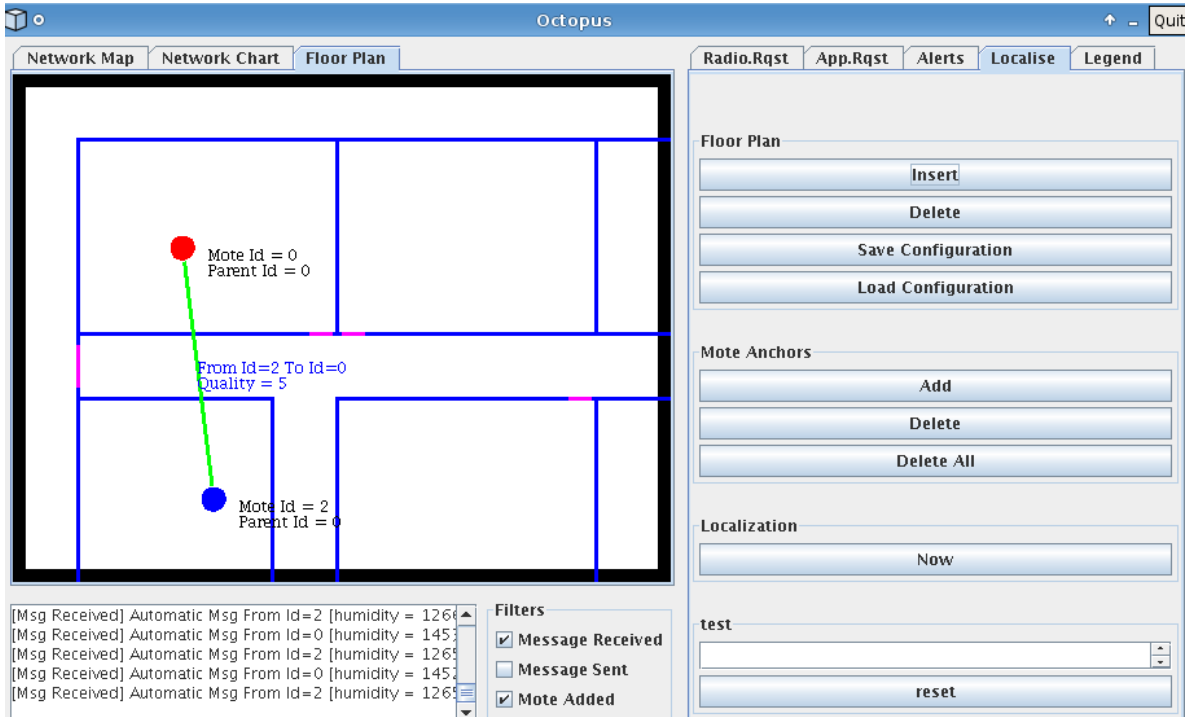 Octopus
Quit
Network Map Network Chart Floor Plan
Radio.Rqst App.Rqst Alerts Localise Legend
Mote Id = 0
Parent Id = 0
From Id=2 To Id=0
Quality = 5
Mote Id = 2
Parent Id = 0
Floor Plan
Insert
Delete
Save Configuration
Load Configuration
Mote Anchors
Add
Delete
Delete All
Localization
Now
test
reset
[Msg Received] Automatic Msg From Id=2 [humidity = 126
[Msg Received] Automatic Msg From Id=0 [humidity = 145
[Msg Received] Automatic Msg From Id=2 [humidity = 126
[Msg Received] Automatic Msg From Id=0 [humidity = 145
[Msg Received] Automatic Msg From Id=2 [humidity = 126
Filters
Message Received
Message Sent
Mote Added